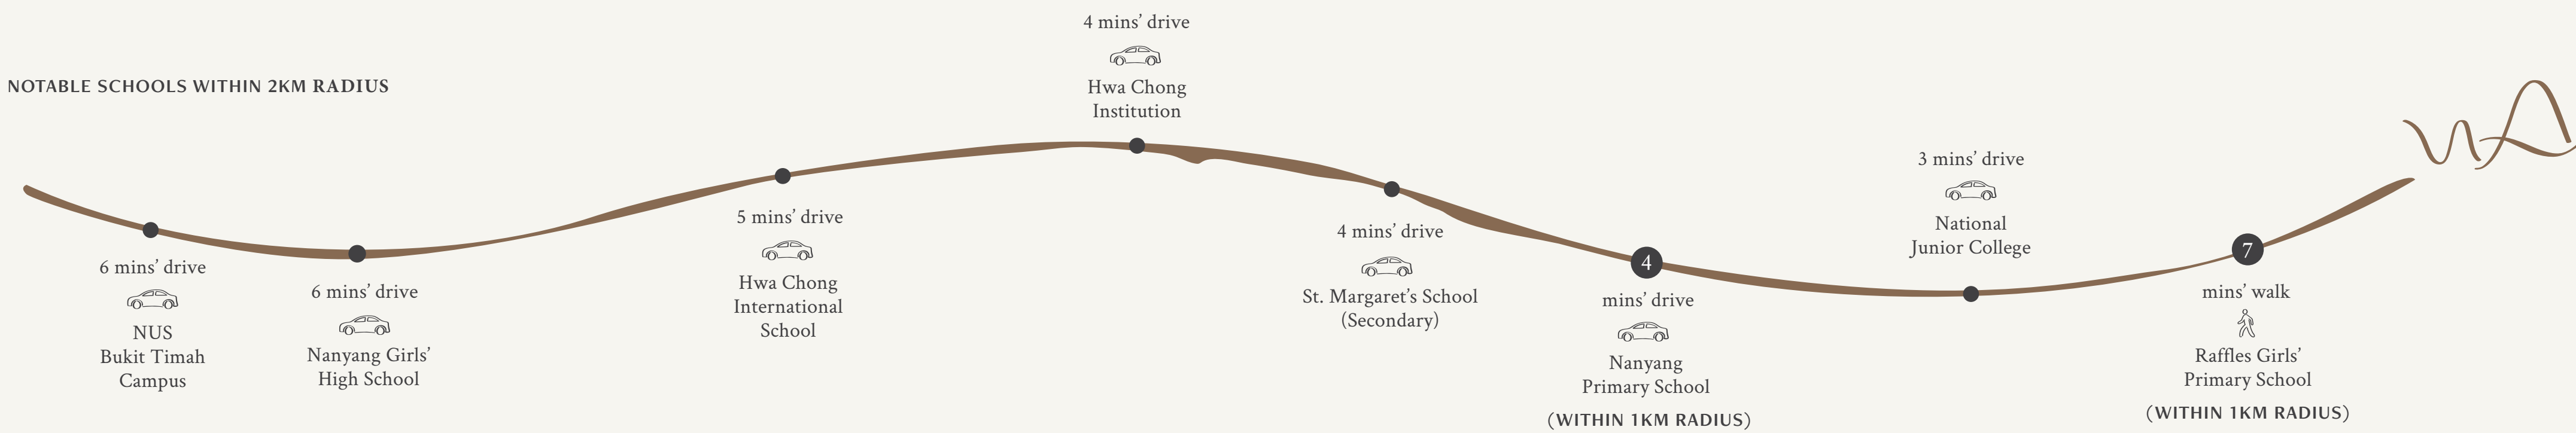 NOTABLE SCHOOLS WITHIN 2KM RADIUS
6 mins’ drive
NUS
Bukit Timah
Campus
6 mins’ drive
Nanyang Girls’
High School
5 mins’ drive
Hwa Chong
International
School
4 mins’ drive
Hwa Chong
Institution
4 mins’ drive
St. Margaret’s School
(Secondary)
4
mins’ drive
Nanyang
Primary School
(WITHIN 1KM RADIUS)
3 mins’ drive
National
Junior College
7
mins’ walk
Raffles Girls’
Primary School
(WITHIN 1KM RADIUS)